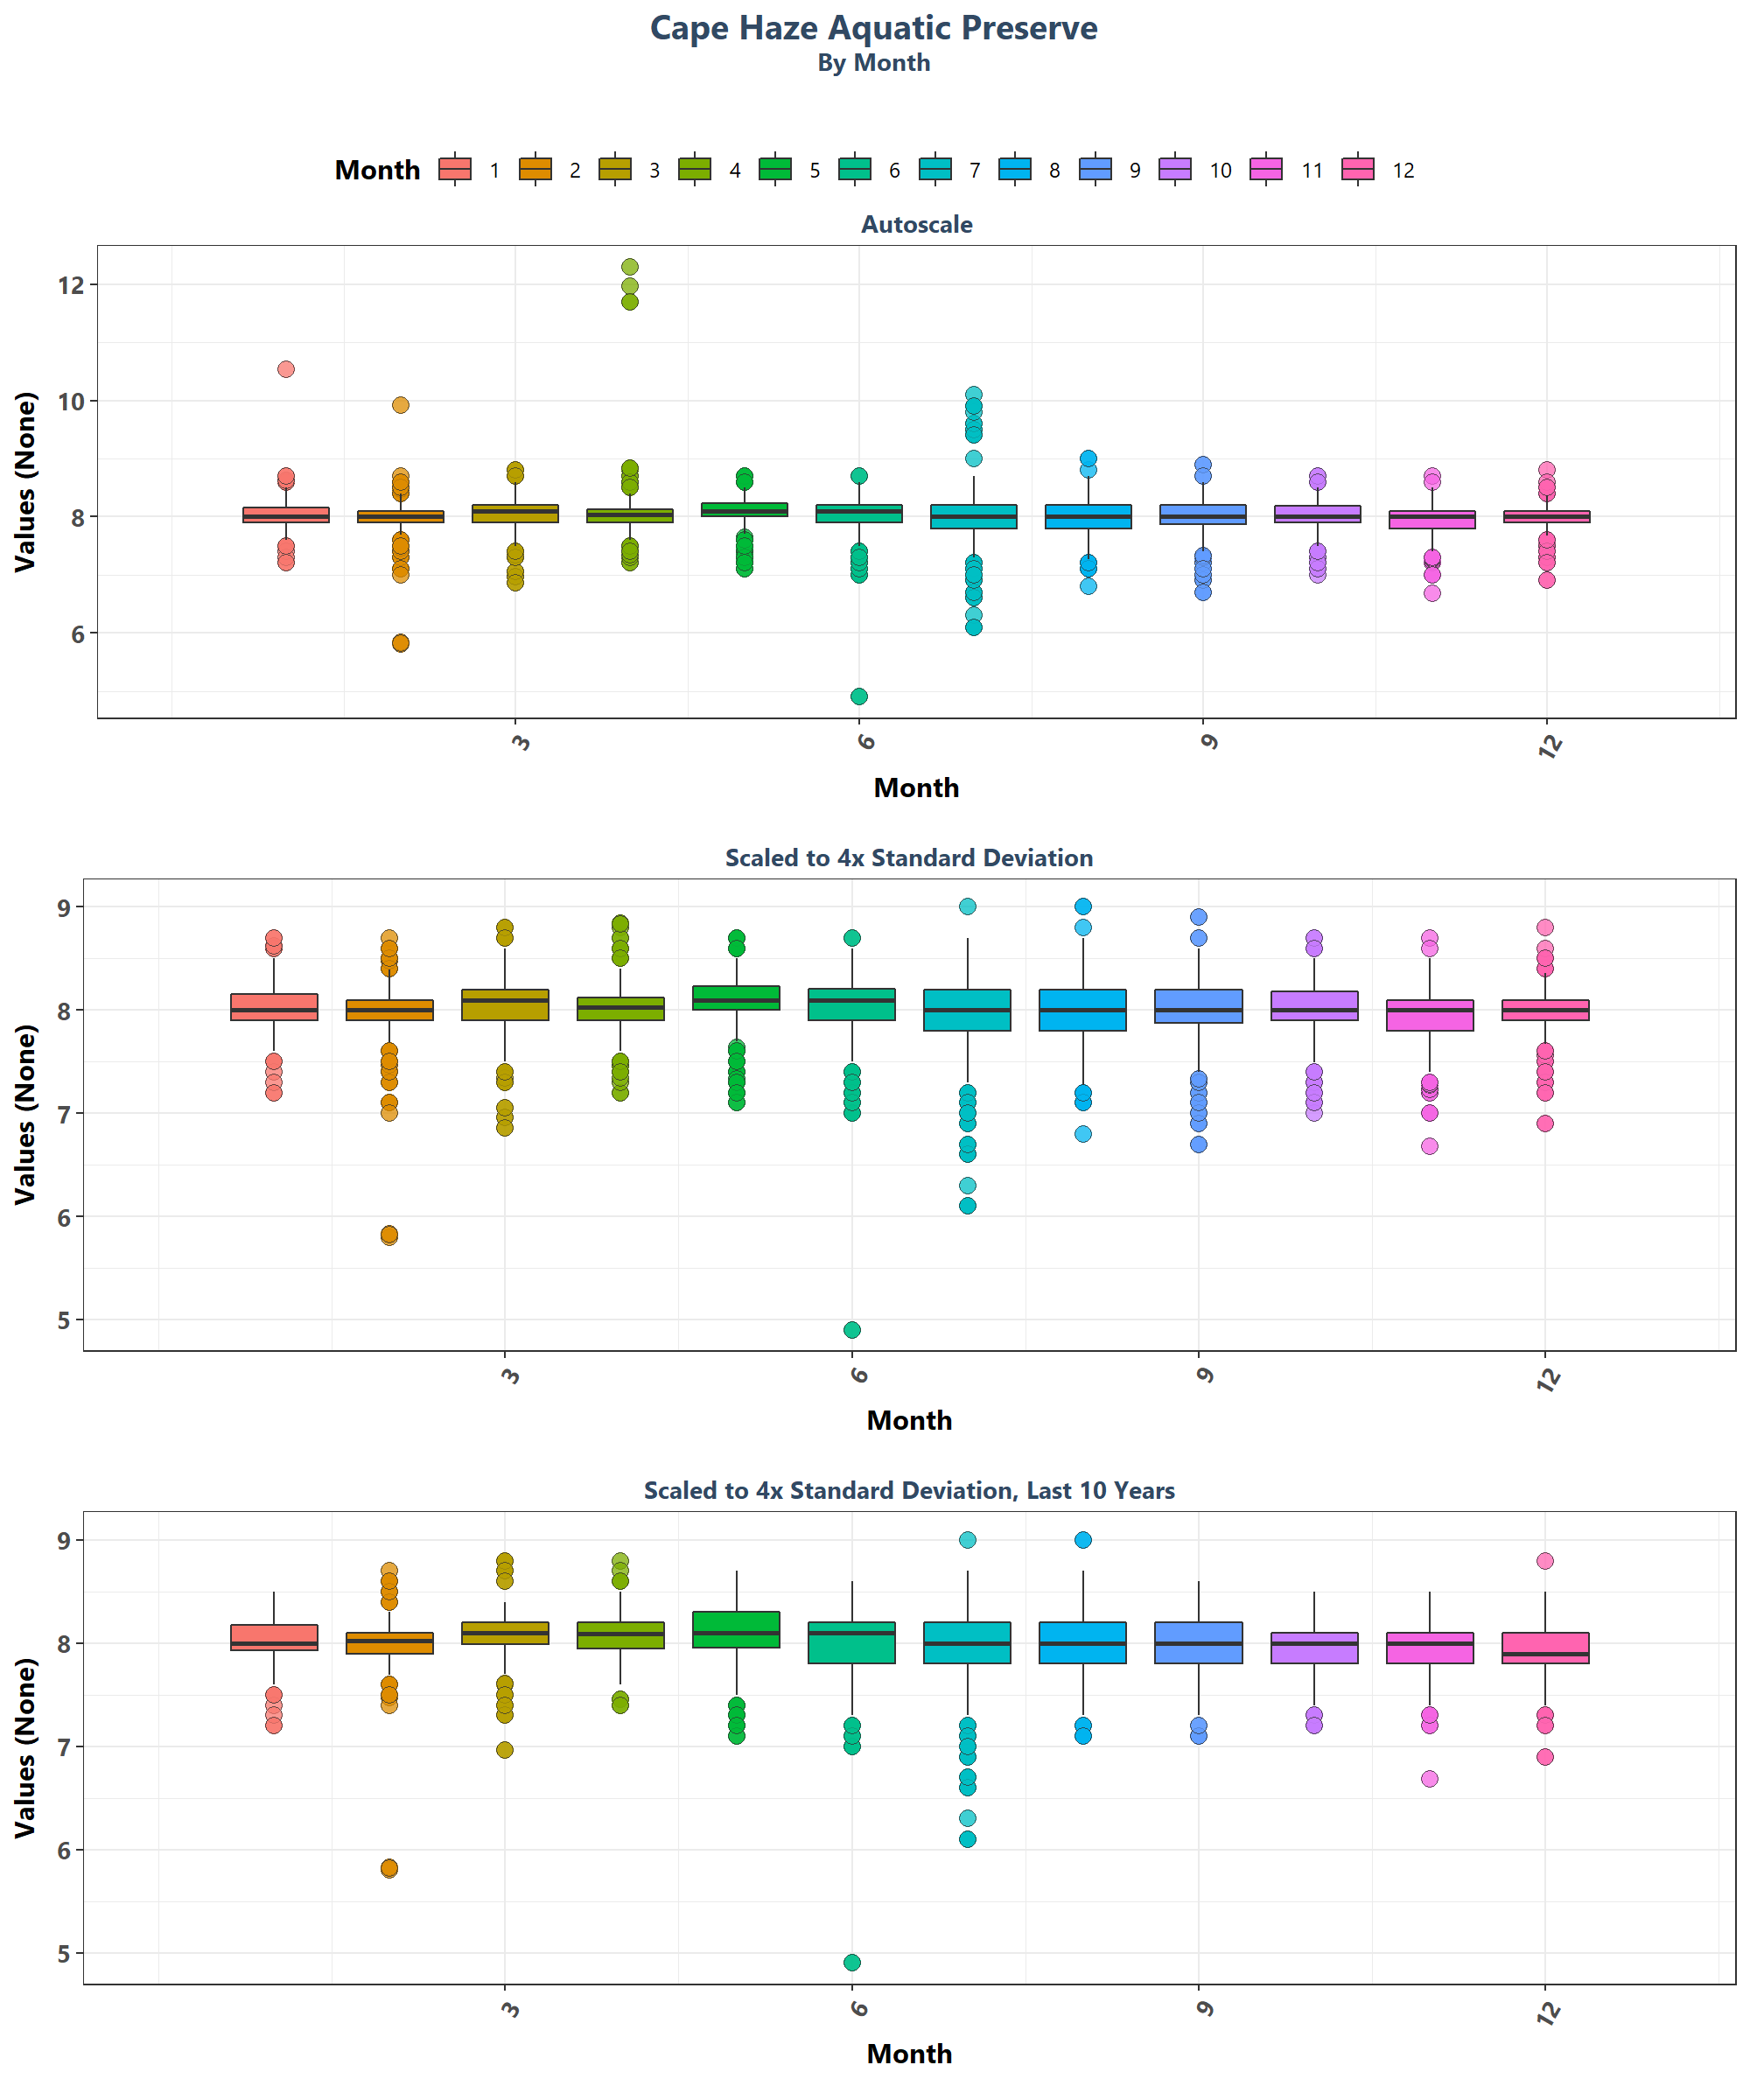 Cape Haze Aquatic Preserve
By Month
Month 1 2 3 4 5 6 7 8 9 10 11 12
Autoscale
Values (None)
12
10
8
6
3 6 9 12
Month
Scaled to 4x Standard Deviation
Values (None)
9
8
7
6
5
3 6 9 12
Month
Scaled to 4x Standard Deviation, Last 10 Years
Values (None)
9
8
7
6
5
3 6 9 12
Month